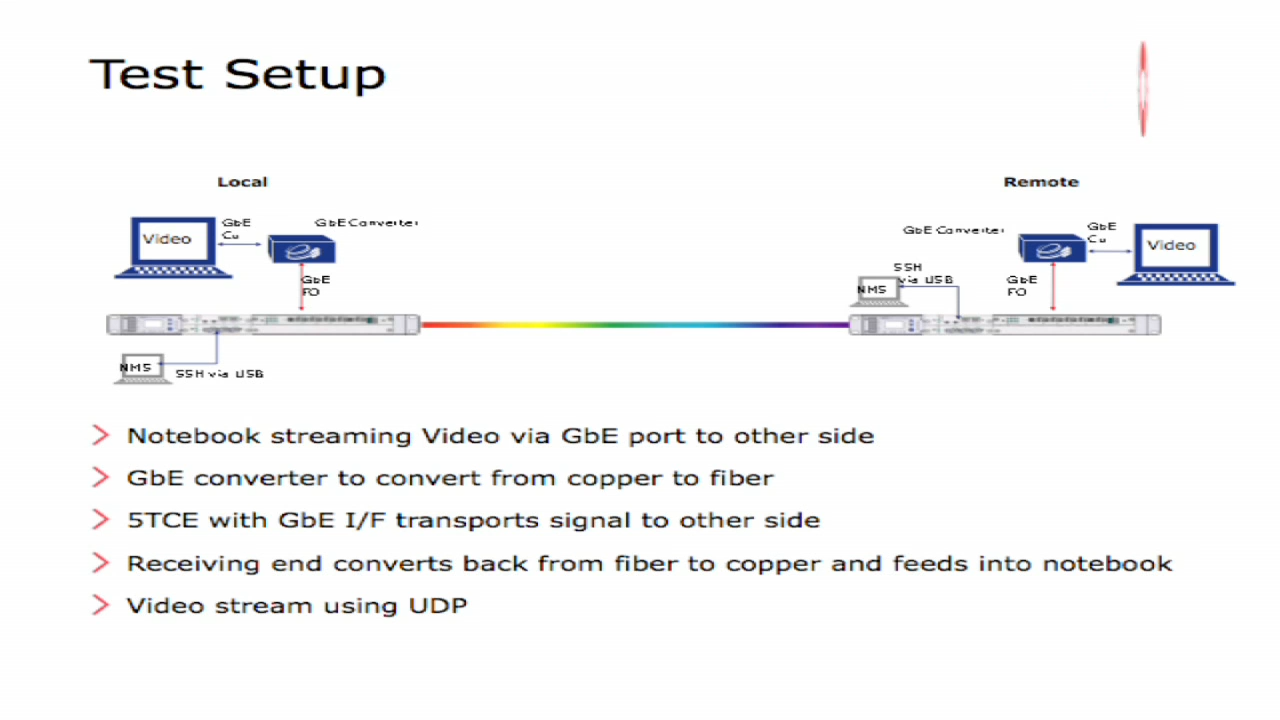 Test Setup
Local
Remote
Video
GbE
Cu
GbE Converter
GbE
FO
NMS
SSH via USB
GbE Converter
GbE
Cu
Video
SSH
via USB
NMS
GbE
FO
Notebook streaming Video via GbE port to other side
GbE converter to convert from copper to fiber
5TCE with GbE I/F transports signal to other side
Receiving end converts back from fiber to copper and feeds into notebook
Video stream using UDP